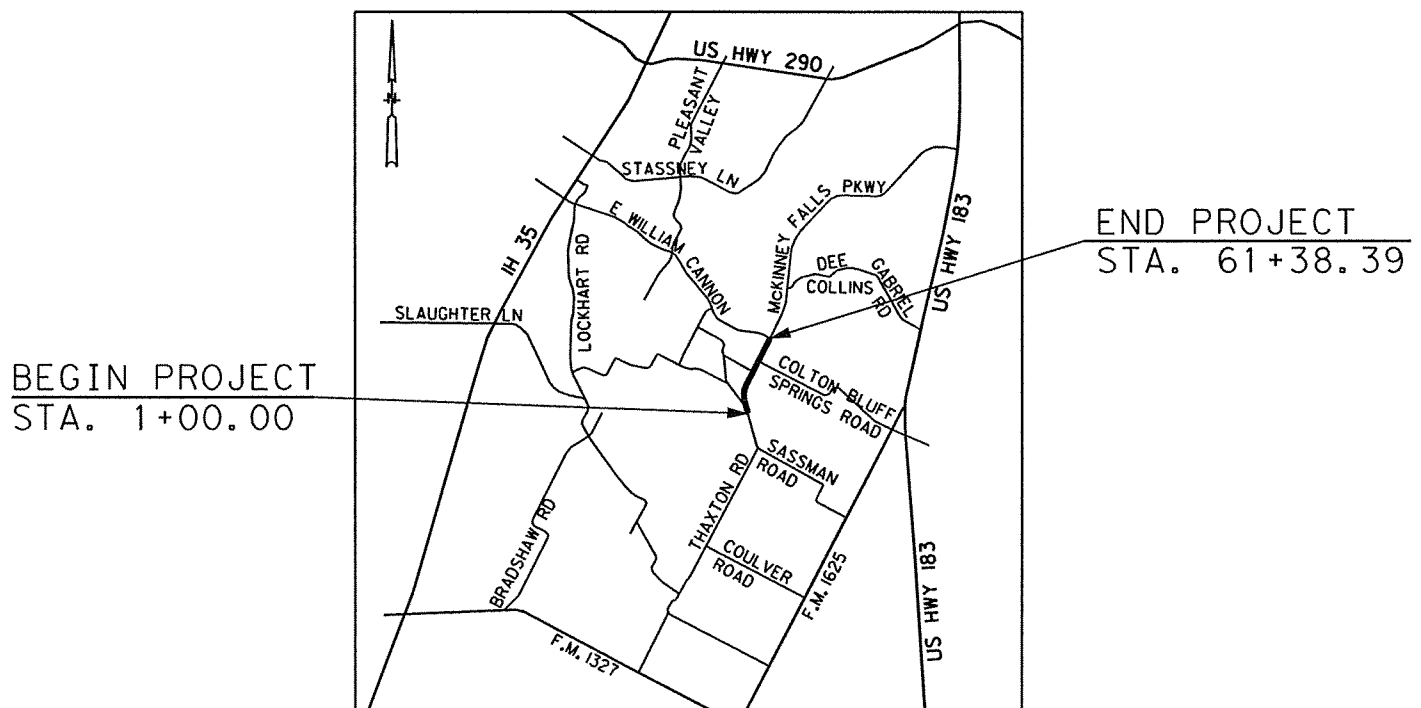 US HWY 290
PLEASANT
VALLEY
STASSNEY LN
McKINNEY FALLS PKWY
E WILLIAM CANNON
IH 35
LOCKHART RD
DEE GABRIEL
COLLINS RD
US HWY 183
END PROJECT
STA. 61+38.39
SLAUGHTER LN
BEGIN PROJECT
STA. 1+00.00
COLTON BLUFF
SPRINGS ROAD
SASSMAN
ROAD
THAXTON RD
BRADSHAW RD
COULVER
ROAD
F.M. 1625
US HWY 183
F.M. 1327
N